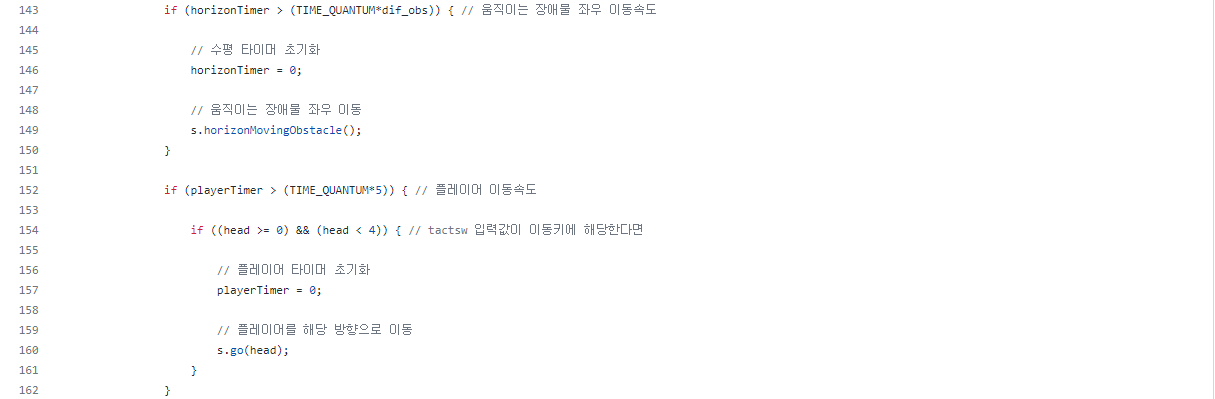 143 if (horizonTimer > (TIME_QUANTUM*dif_obs)) { // 움직이는 장애물 좌우 이동속도
144
145 // 수평 타이머 초기화
146 horizonTimer = 0;
147
148 // 움직이는 장애물 좌우 이동
149 s.horizonMovingObstacle();
150 }
151
152 if (playerTimer > (TIME_QUANTUM*5)) { // 플레이어 이동속도
153
154 if ((head >= 0) && (head < 4)) { // tactsw 입력값이 이동키에 해당한다면
155
156 // 플레이어 타이머 초기화
157 playerTimer = 0;
158
159 // 플레이어를 해당 방향으로 이동
160 s.go(head);
161 }
162 }